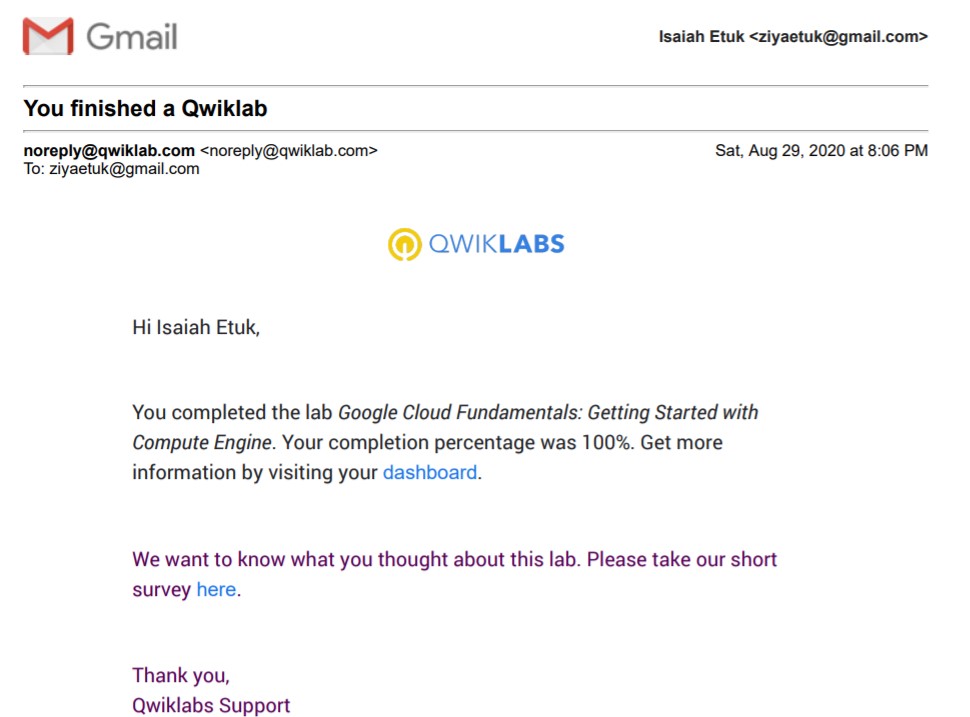 Gmail
Isaiah Etuk <ziyaetuk@gmail.com>
You finished a Qwiklab
noreply@qwiklab.com <noreply@qwiklab.com>
Sat, Aug 29, 2020 at 8:06 PM
To: ziyaetuk@gmail.com
QWIKLABS
Hi Isaiah Etuk,
You completed the lab Google Cloud Fundamentals: Getting Started with
Compute Engine. Your completion percentage was 100%. Get more
information by visiting your dashboard.
We want to know what you thought about this lab. Please take our short
survey here.
Thank you,
Qwiklabs Support